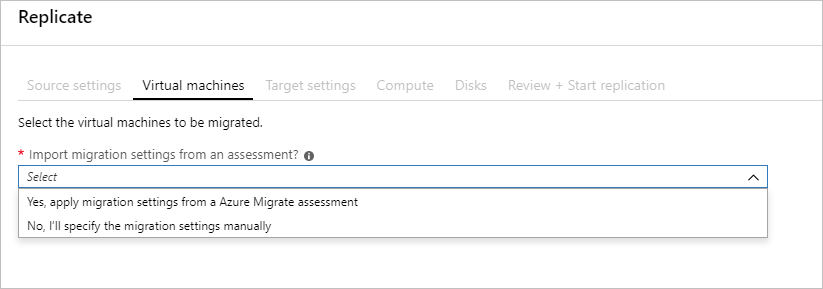 Replicate
Source settings Virtual machines Target settings Compute Disks Review + Start replication
Select the virtual machines to be migrated.
* Import migration settings from an assessment?
Select
Yes, apply migration settings from a Azure Migrate assessment
No, I'll specify the migration settings manually